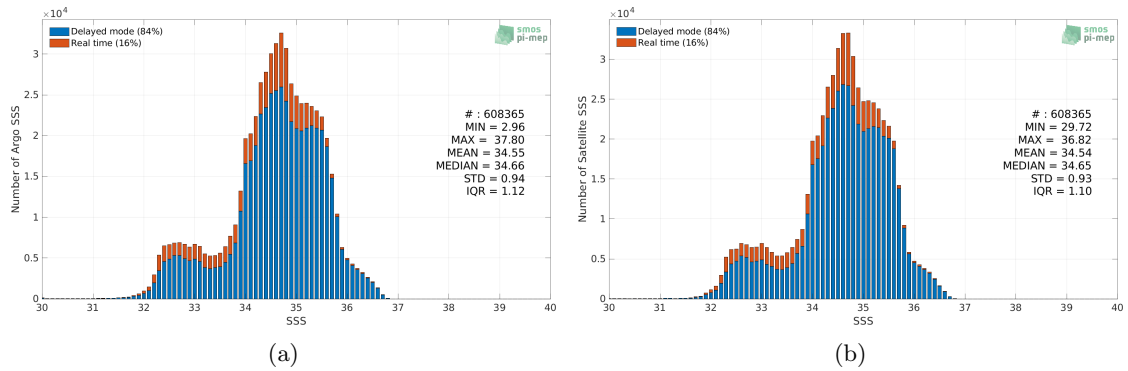 ×10⁴
Delayed mode (84%)
Real time (16%)
smos
pi-mep
# : 608365
MIN = 2.96
MAX = 37.80
MEAN = 34.55
MEDIAN = 34.66
STD = 0.94
IQR = 1.12
Number of Argo SSS
3
2.5
2
1.5
1
0.5
0
30 31 32 33 34 35 36 37 38 39 40
SSS
(a)
×10⁴
Delayed mode (84%)
Real time (16%)
smos
pi-mep
# : 608365
MIN = 29.72
MAX = 36.82
MEAN = 34.54
MEDIAN = 34.65
STD = 0.93
IQR = 1.10
Number of Satellite SSS
3
2.5
2
1.5
1
0.5
0
30 31 32 33 34 35 36 37 38 39 40
SSS
(b)